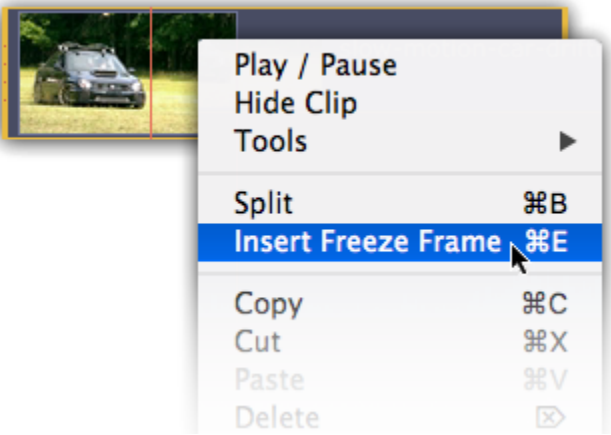 Play / Pause
Hide Clip
Tools ▶
Split ⌘B
Insert Freeze Frame ⌘E
Copy ⌘C
Cut ⌘X
Paste ⌘V
Delete ⌦